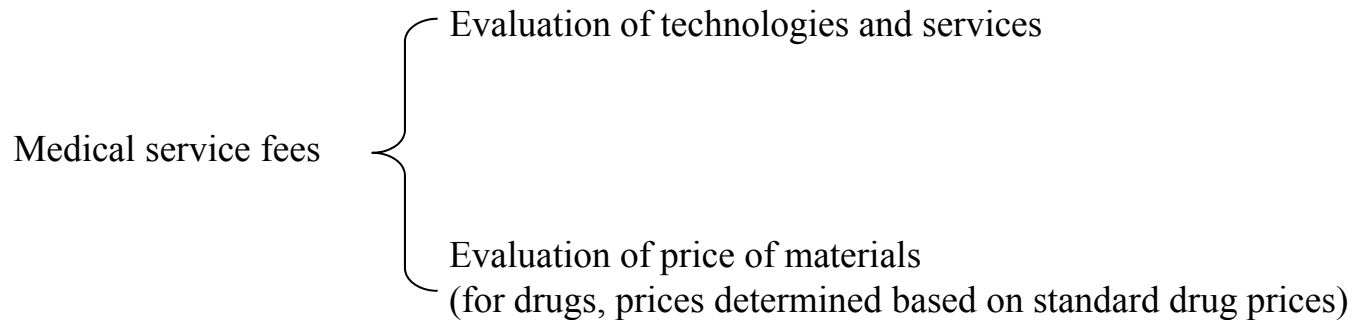 Evaluation of technologies and services
Medical service fees
Evaluation of price of materials
(for drugs, prices determined based on standard drug prices)